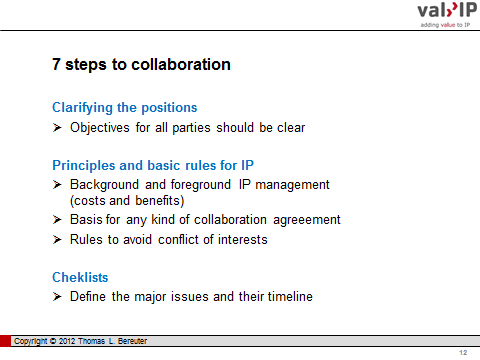 val IP
adding value to IP
7 steps to collaboration
Clarifying the positions
➢ Objectives for all parties should be clear
Principles and basic rules for IP
➢ Background and foreground IP management
(costs and benefits)
➢ Basis for any kind of collaboration agreeement
➢ Rules to avoid conflict of interests
Cheklists
➢ Define the major issues and their timeline
Copyright © 2012 Thomas L. Bereuter
12